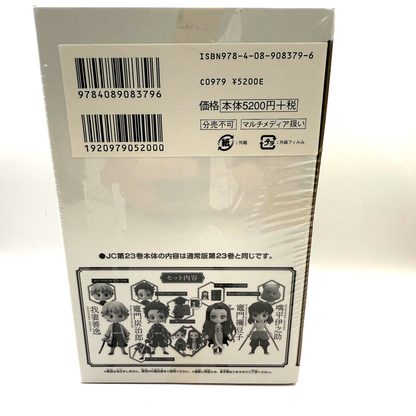 ISBN978-4-08-908379-6
9784089083796
C0979 ¥5200E
価格 本体5200円+税
分売不可 マルチメディア扱い
1920979052000
紙 :外箱
プラ :外装フィルム
●JC第23巻本体の内容は通常版第23巻と同じです。
セット内容
我妻善逸
竈門炭治郎
竈門禰豆子
嘴平伊之助